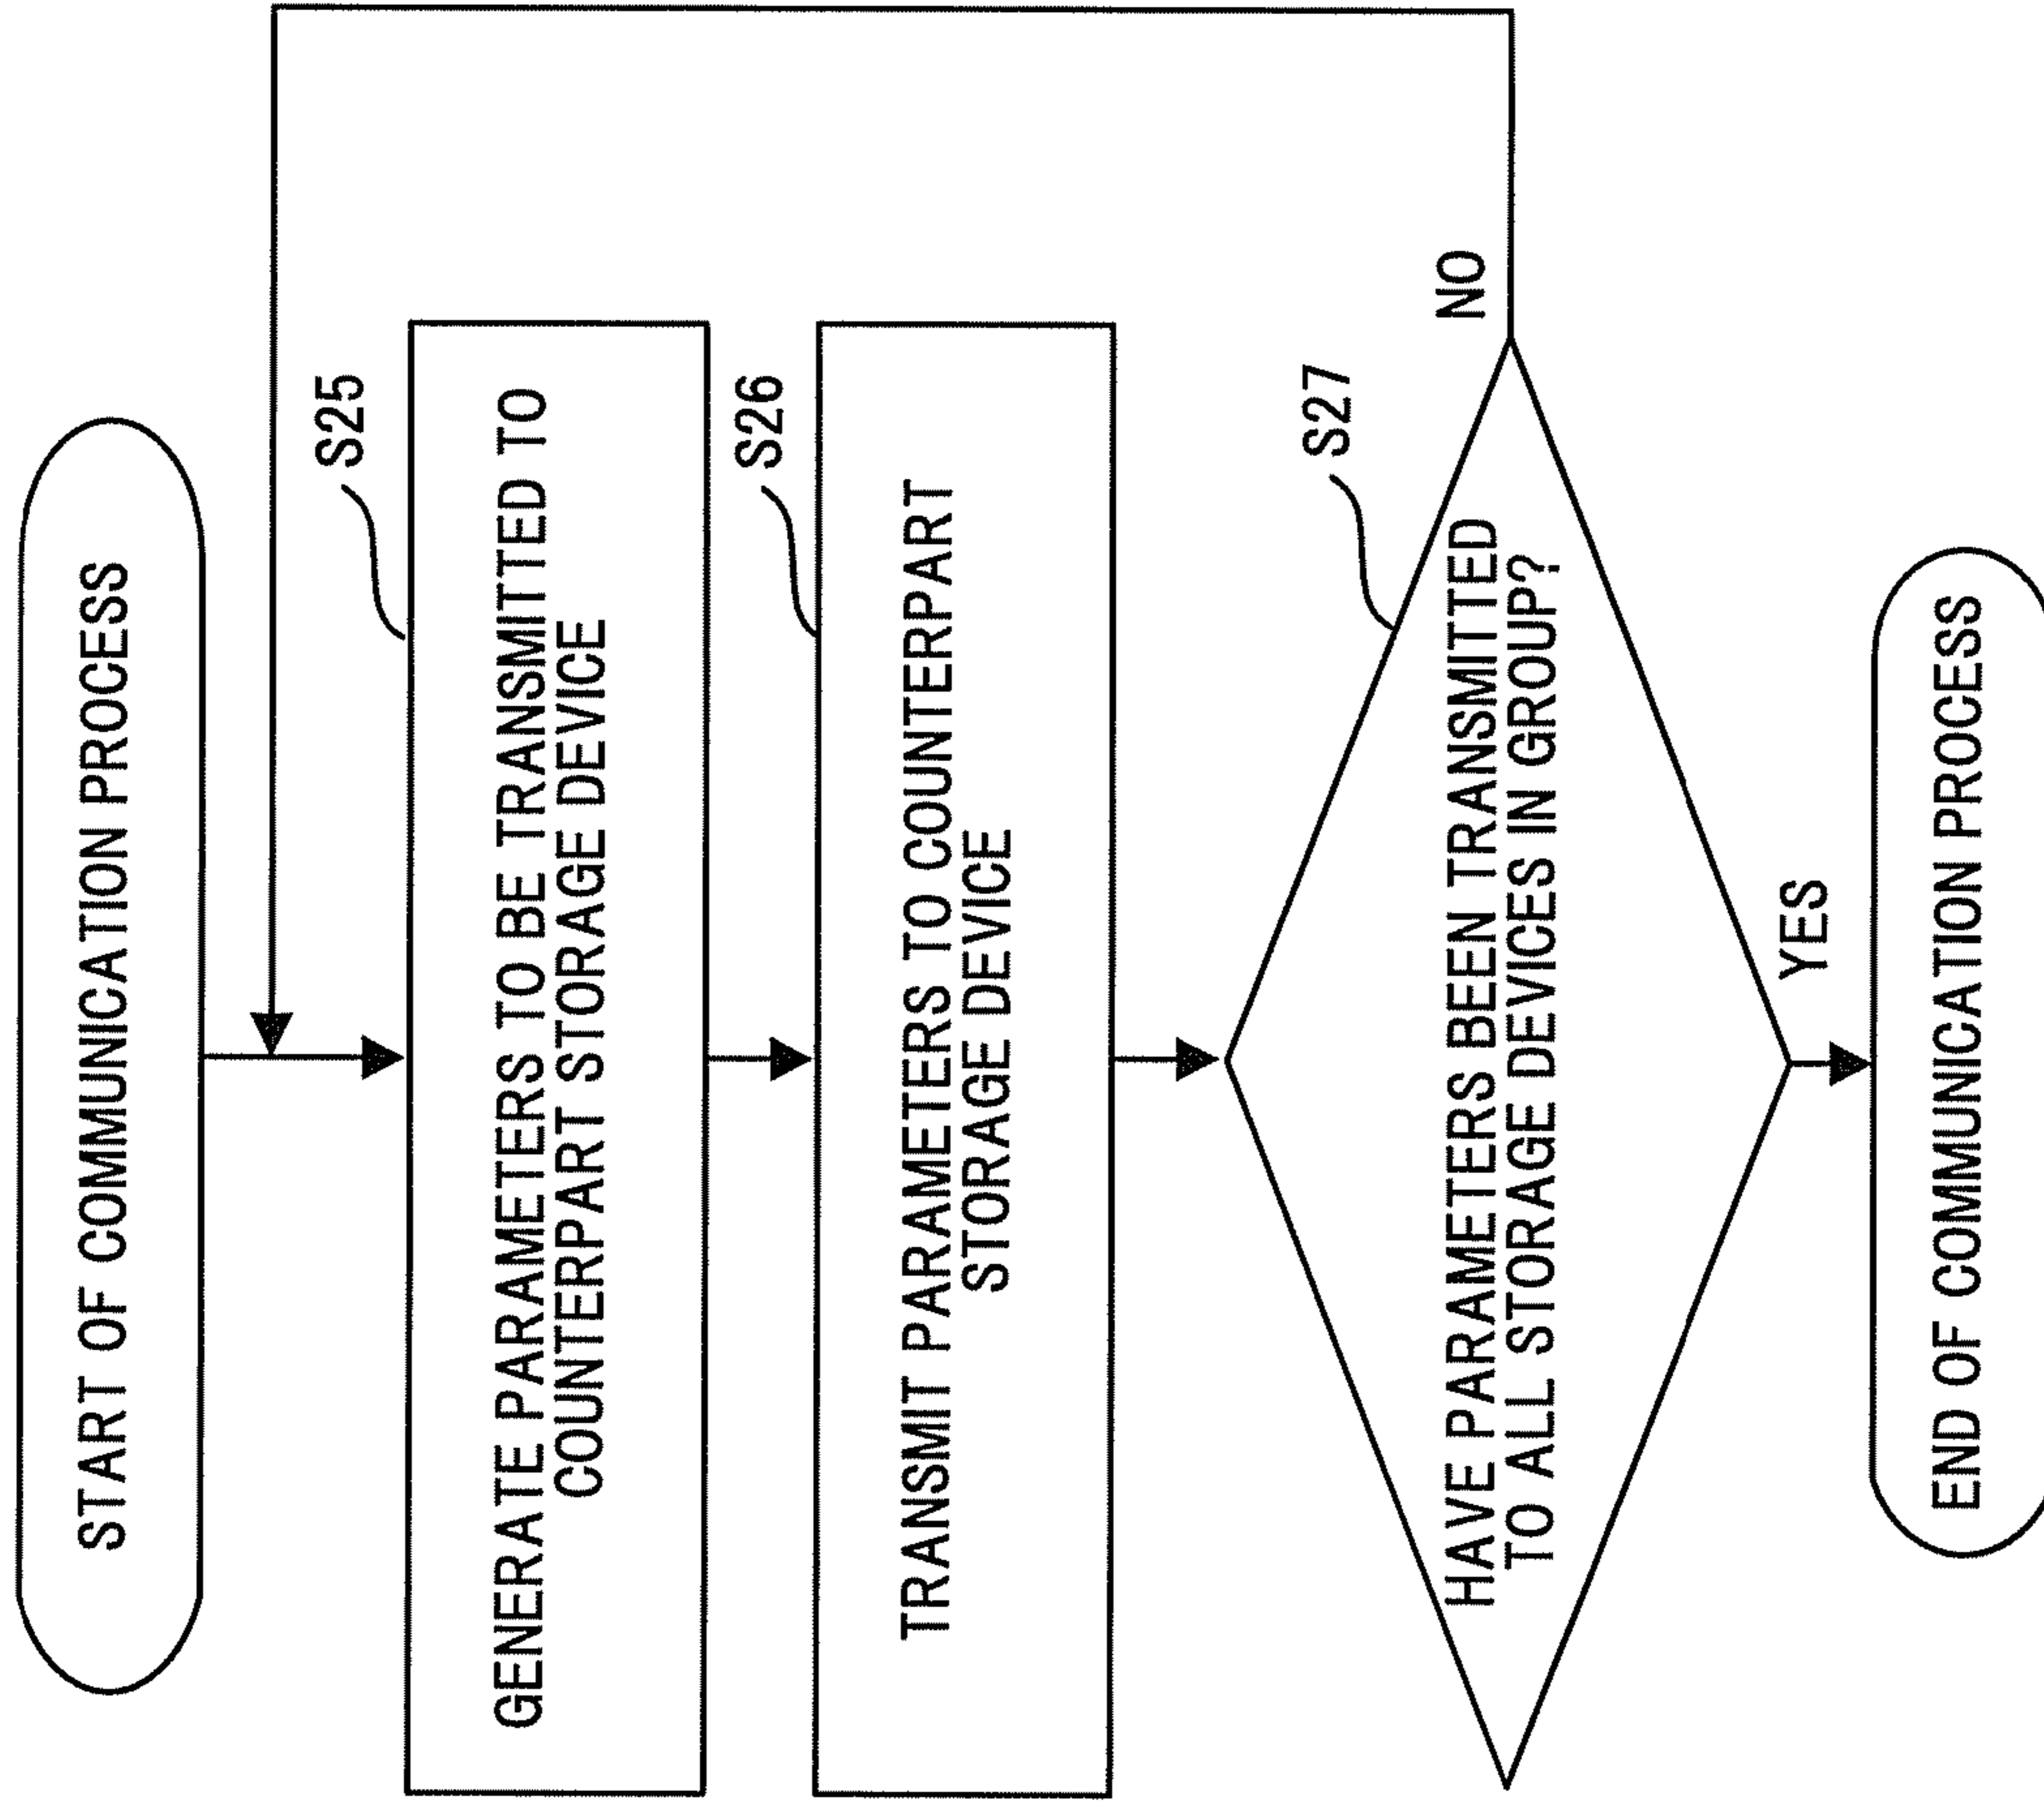 START OF COMMUNICATION PROCESS
S25
GENERATE PARAMETERS TO BE TRANSMITTED TO
COUNTERPART STORAGE DEVICE
S26
TRANSMIT PARAMETERS TO COUNTERPART
STORAGE DEVICE
S27
HAVE PARAMETERS BEEN TRANSMITTED
TO ALL STORAGE DEVICES IN GROUP?
NO
YES
END OF COMMUNICATION PROCESS